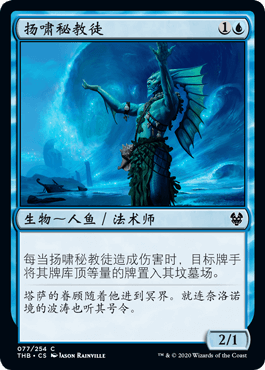 扬啸秘教徒 1
生物～人鱼 / 法术师
每当扬啸秘教徒造成伤害时，目标牌手
将其牌库顶等量的牌置入其坟墓场。
塔萨的眷顾随着他进到冥界。就连奈洛诺
境的波涛也听其号令。
2/1
077/254 C
THB • CS JASON RAINVILLE
™ & © 2020 Wizards of the Coast